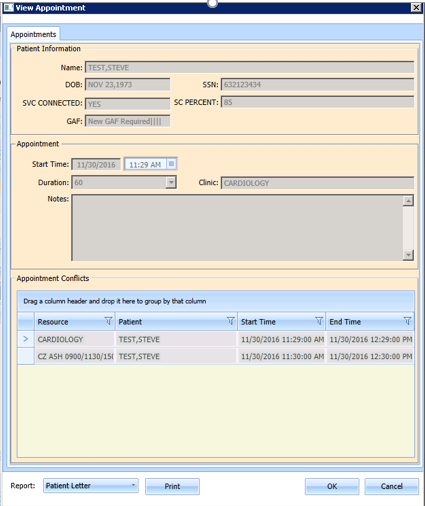 View Appointment
Appointments
Patient Information
Name: TEST,STEVE
DOB: NOV 23,1973 SSN: 632123434
SVC CONNECTED: YES SC PERCENT: 85
GAF: New GAF Required||||
Appointment
Start Time: 11/30/2016 11:29 AM
Duration: 60 Clinic: CARDIOLOGY
Notes:
Appointment Conflicts
Drag a column header and drop it here to group by that column
Resource Patient Start Time End Time
CARDIOLOGY TEST,STEVE 11/30/2016 11:29:00 AM 11/30/2016 12:29:00 PM
CZ ASH 0900/1130/150 TEST,STEVE 11/30/2016 11:30:00 AM 11/30/2016 12:30:00 PM
Report: Patient Letter Print OK Cancel